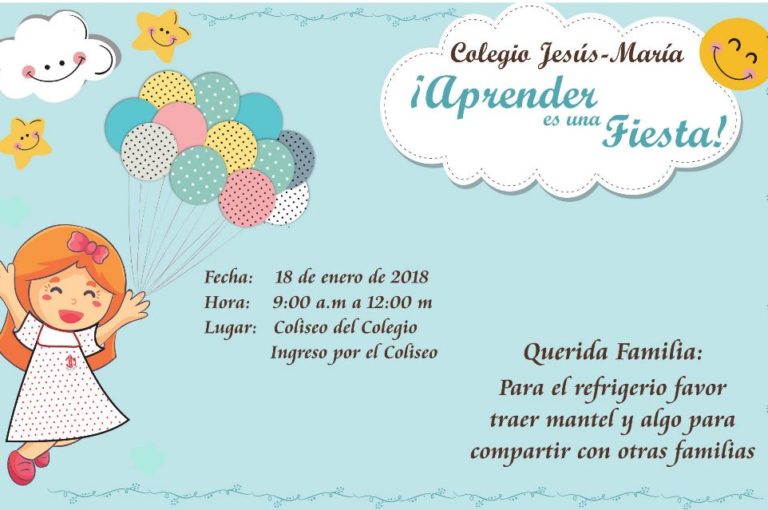 Colegio Jesús-María
¡Aprender
es una
Fiesta!
Fecha: 18 de enero de 2018
Hora: 9:00 a.m a 12:00 m
Lugar: Coliseo del Colegio
Ingreso por el Coliseo
Querida Familia:
Para el refrigerio favor
traer mantel y algo para
compartir con otras familias